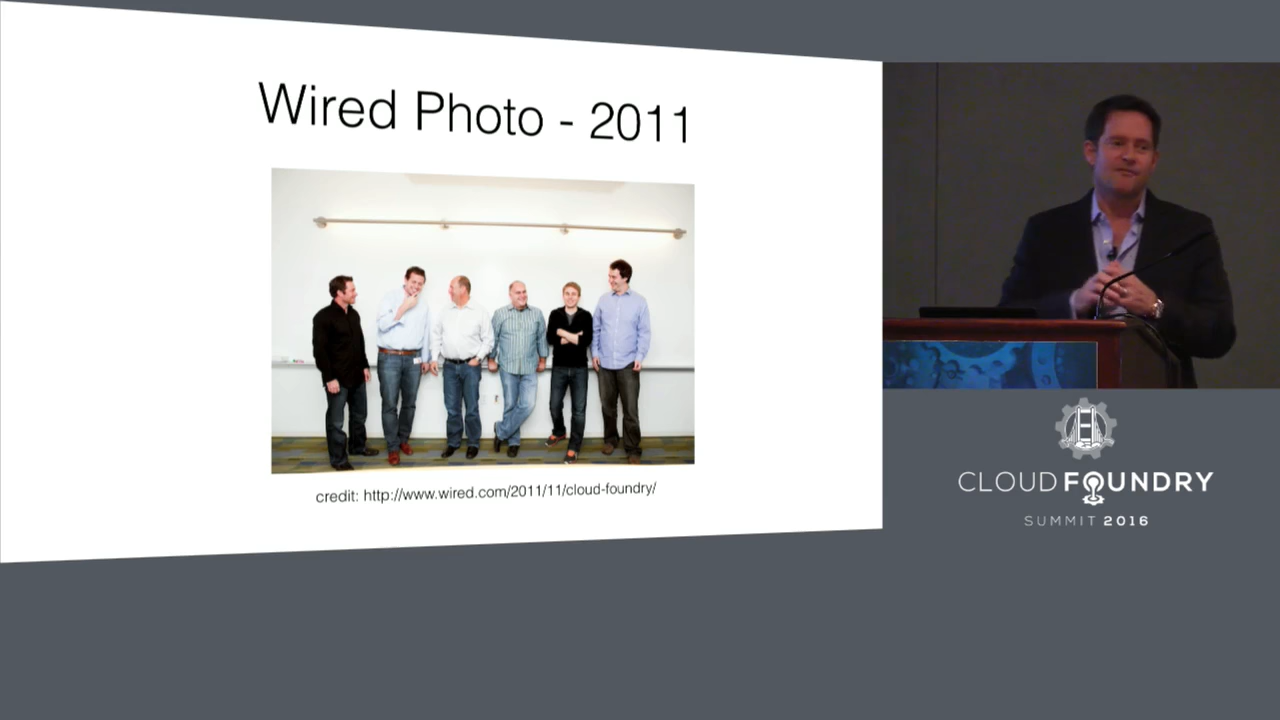 Wired Photo - 2011
credit: http://www.wired.com/2011/11/cloud-foundry/
CLOUD FOUNDRY
SUMMIT 2016